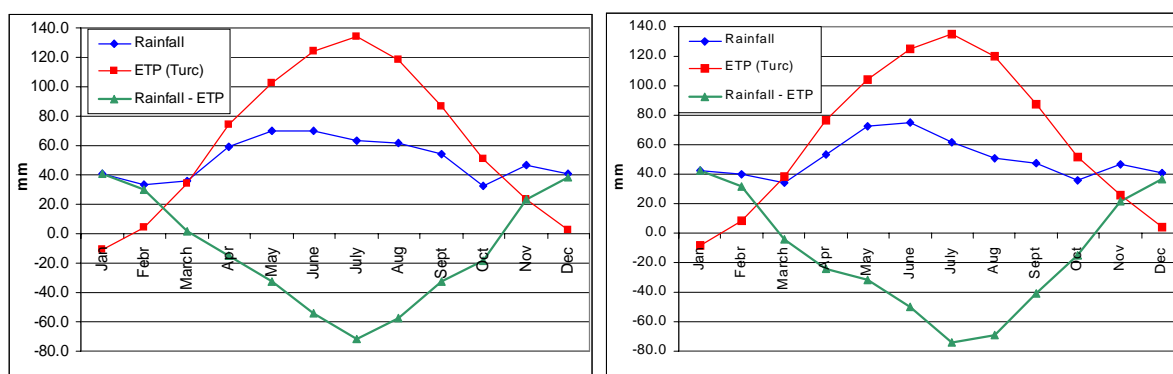 140.0
120.0
100.0
80.0
60.0
40.0
20.0
0.0
-20.0
-40.0
-60.0
-80.0
mm
Rainfall
ETP (Turc)
Rainfall - ETP
Jan Febr March Apr May June July Aug Sept Oct Nov Dec
140.0
120.0
100.0
80.0
60.0
40.0
20.0
0.0
-20.0
-40.0
-60.0
-80.0
mm
Rainfall
ETP (Turc)
Rainfall - ETP
Jan Febr March Apr May June July Aug Sept Oct Nov Dec